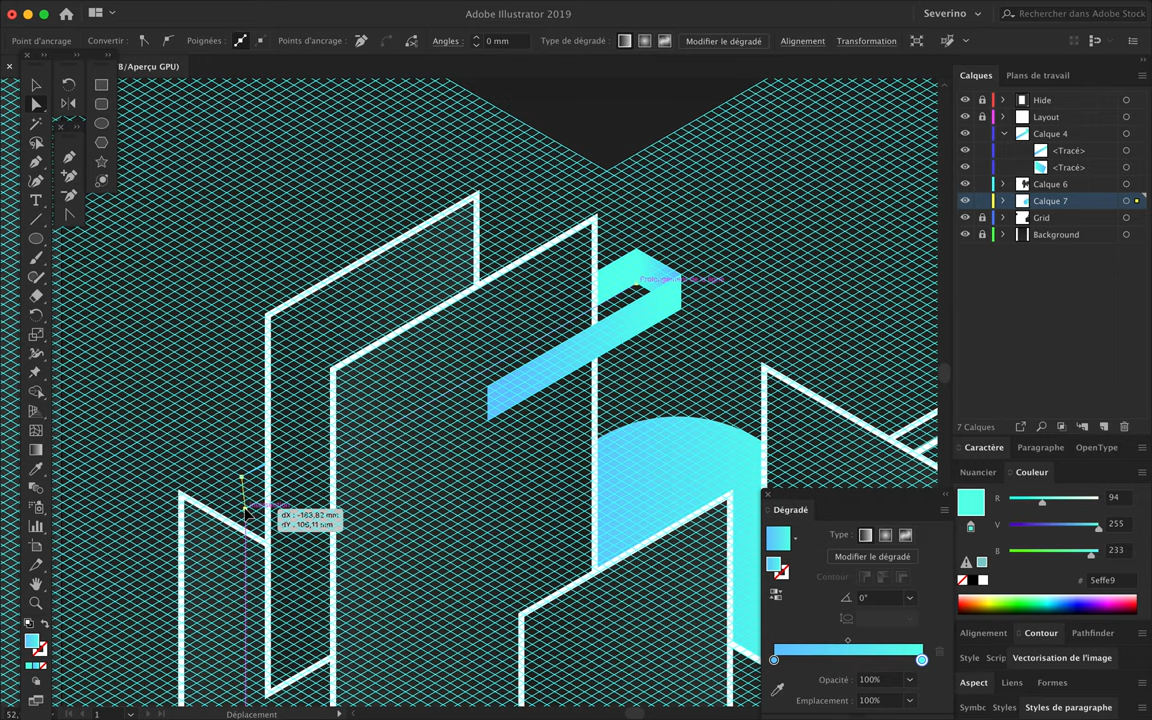 Adobe Illustrator 2019
Severino
Rechercher dans Adobe Stock
Point d'ancrage
Convertir :
Poignées :
Points d'ancrage :
Angles :
0 mm
Type de dégradé :
Modifier le dégradé
Alignement
Transformation
B/Aperçu GPU)
Calques
Plans de travail
Hide
Layout
Calque 4
<Tracé>
<Tracé>
Calque 6
Calque 7
Grid
Background
dX : -163,82 mm
dY : 106,11 mm
7 Calques
Caractère
Paragraphe
OpenType
Nuancier
Couleur
R
94
V
255
B
233
#
5effe9
Dégradé
Type :
Modifier le dégradé
Contour :
0°
Opacité :
100%
Emplacement :
100%
Alignement
Contour
Pathfinder
Style
Scrip
Vectorisation de l'image
Aspect
Liens
Formes
Symbc
Styles
Styles de paragraphe
52,
1
Déplacement